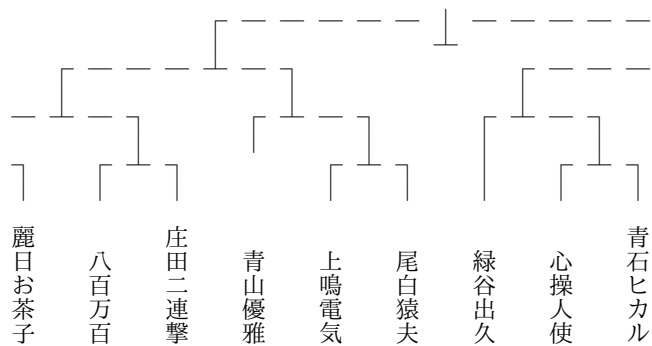 麗日お茶子
八百万百
庄田二連撃
青山優雅
上鳴電気
尾白猿夫
緑谷出久
心操人使
青石ヒカル